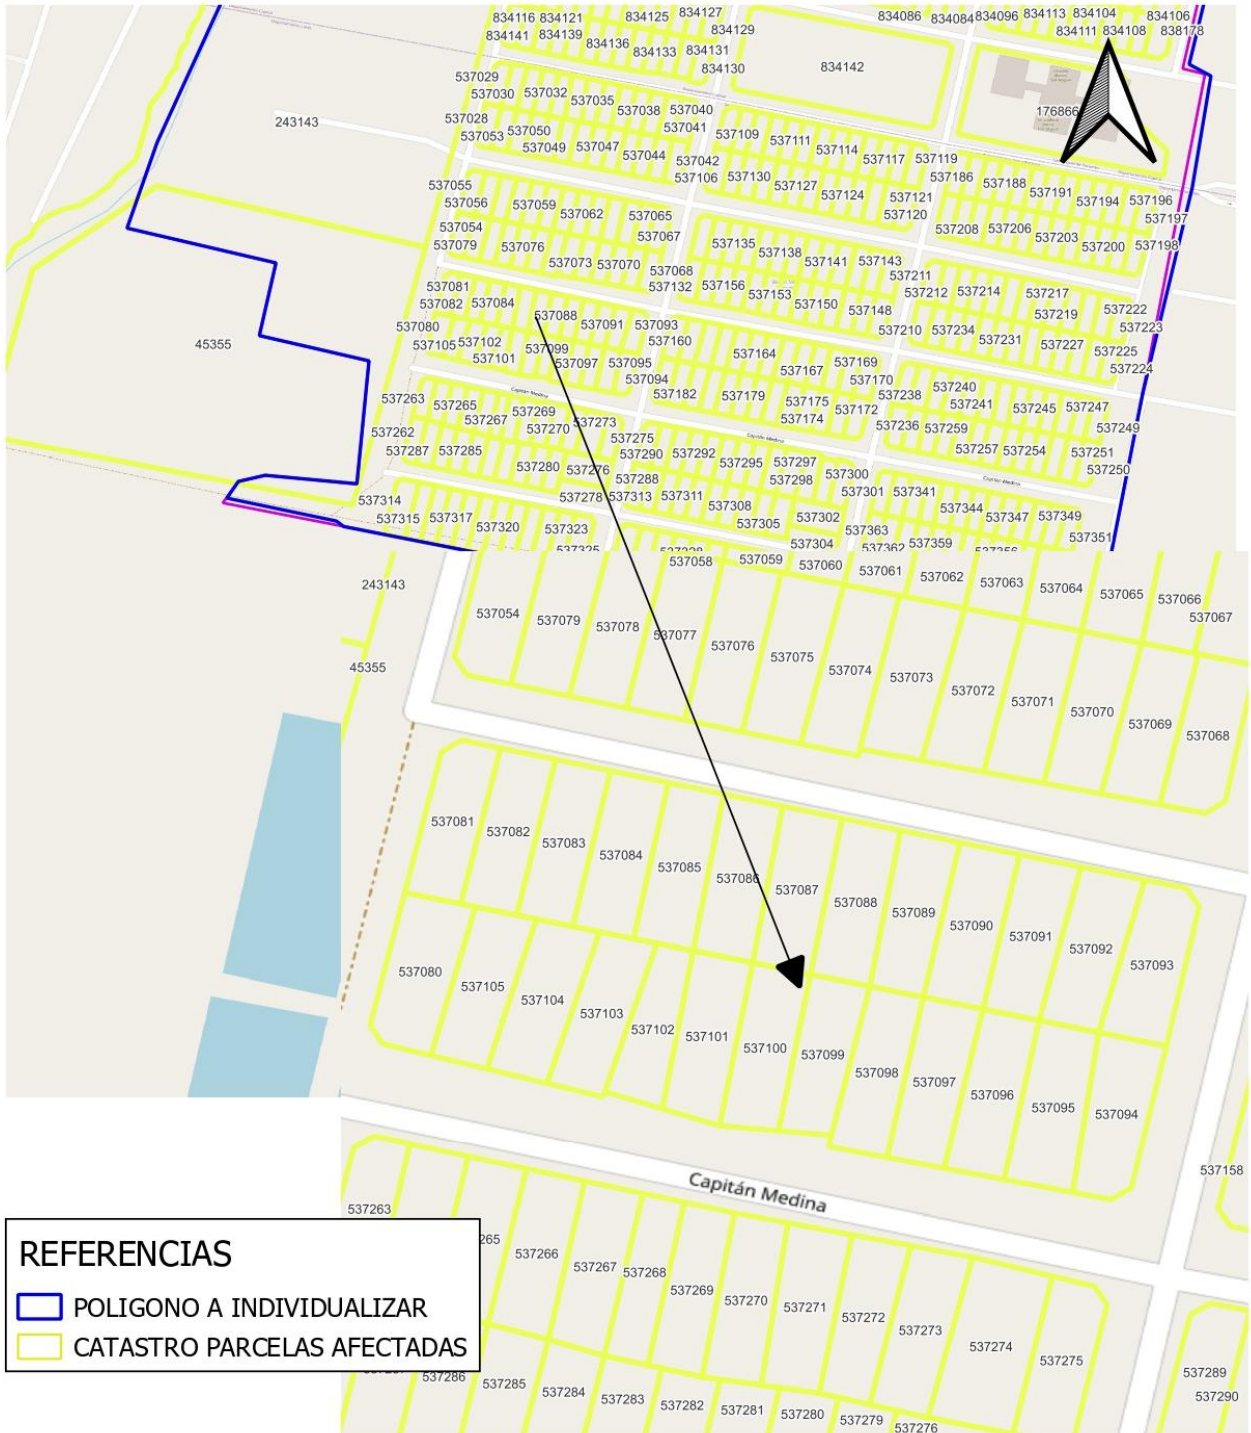 834116 834121 834125 834127 834086 834084 834096 834113 834104 834106
834141 834139 834136 834133 834131 834129 834111 834108 838178
834130 834142
537029
537030 537032 537035 537038 537040 176866
243143 537028 537053 537050 537049 537047 537044 537041 537109 537111 537114 537117 537119
537042 537106 537130 537127 537124 537121 537120 537186 537188 537191 537194 537196
537055 537056 537059 537062 537065 537197
537054 537079 537076 537073 537070 537067 537068 537135 537138 537141 537143 537208 537206 537203 537200 537198
537132 537156 537153 537150 537148 537211 537212 537214 537217 537219 537222 537223
537081 537082 537084 537088 537091 537093 537160
537080 537105 537102 537101 537099 537097 537095 537094 537164 537167 537169 537170 537210 537234 537231 537227 537225 537224
45355
Capitán Medina
537263 537265 537267 537269 537270 537273 537182 537179 537175 537174 537172 537238 537240 537241 537245 537247 537249
Capitán Medina
537262 537287 537285 537280 537276 537275 537290 537288 537292 537295 537297 537298 537300 537236 537259 537257 537254 537251 537250
Capitán Medina
537314 537315 537317 537320 537323 537278 537313 537311 537308 537305 537302 537304 537301 537341 537344 537347 537349 537351
537363 537362 537359
537058 537059 537060 537061 537062 537063 537064 537065 537066 537067
243143
537054 537079 537078 537077 537076 537075 537074 537073 537072 537071 537070 537069 537068
45355
537081 537082 537083 537084 537085 537086 537087 537088 537089 537090 537091 537092 537093
537080 537105 537104 537103 537102 537101 537100 537099 537098 537097 537096 537095 537094
Capitán Medina
537158
537263
265 537266 537267 537268 537269 537270 537271 537272 537273 537274 537275
537286 537285 537284 537283 537282 537281 537280 537279 537276
537289
537290
REFERENCIAS
POLIGONO A INDIVIDUALIZAR
CATASTRO PARCELAS AFECTADAS